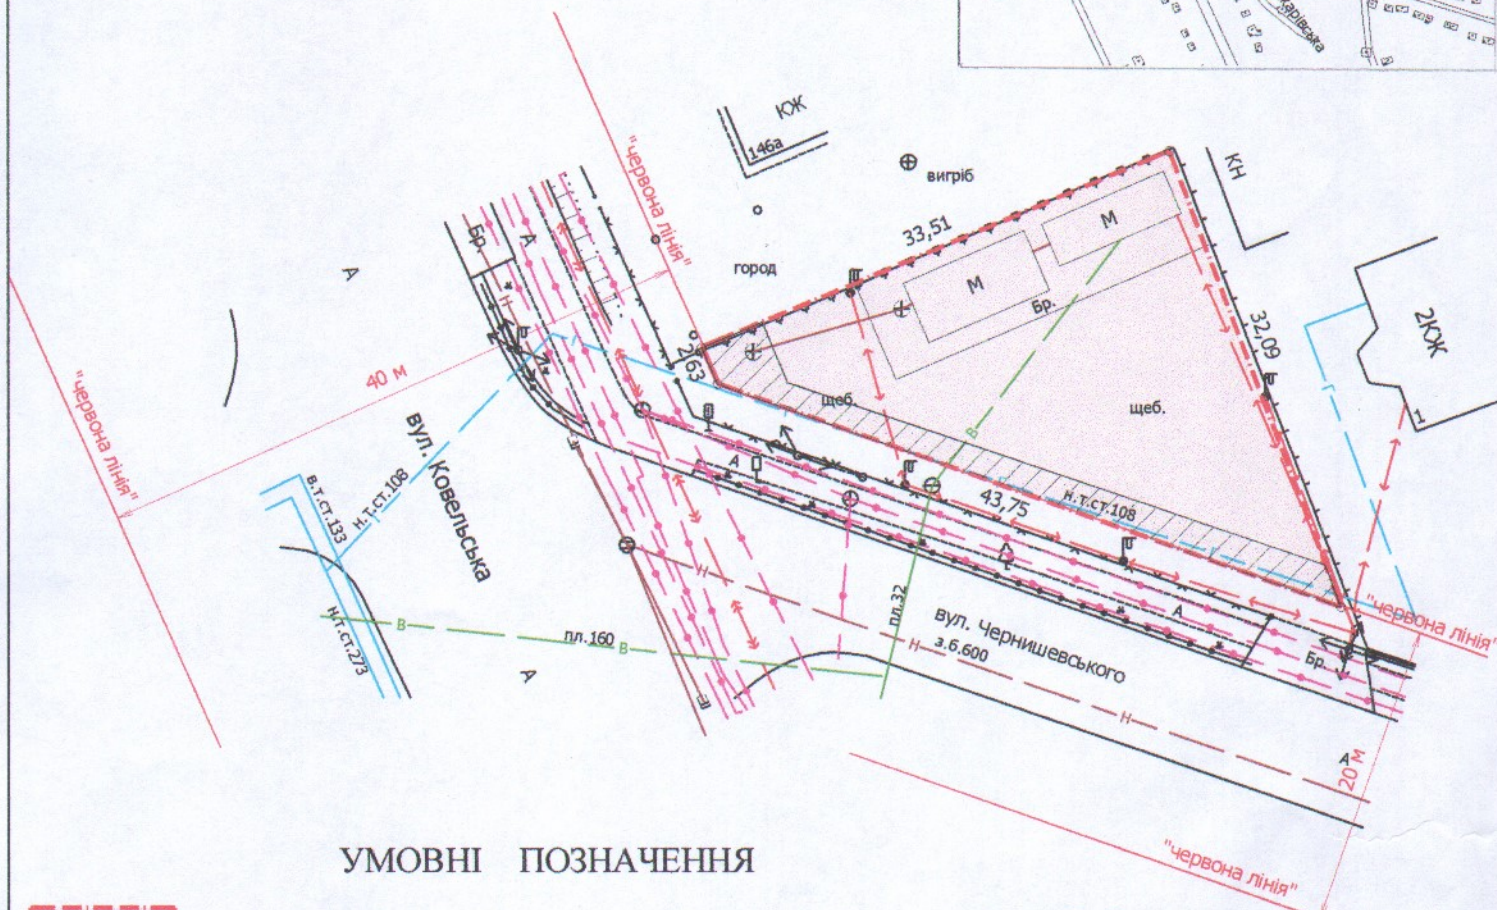 карівська
КЖ
146а
"червона лінія"
вигріб
КН
33,51
М
М
город
Бр.
А
А
Бр.
2КЖ
32,09
2,63
40 м
"червона лінія"
щеб.
щеб.
В
вул. Ковельська
н.т.ст.108
в.т.ст.133
А
43,75
н.т.ст.108
Н
Н
пл.32
А
"червона лінія"
вул. Чернишевського
з.б.600
Бр.
н.т.ст.273
В
пл.160
В
Н
А
Н
А
20 м
"червона лінія"
УМОВНІ ПОЗНАЧЕННЯ